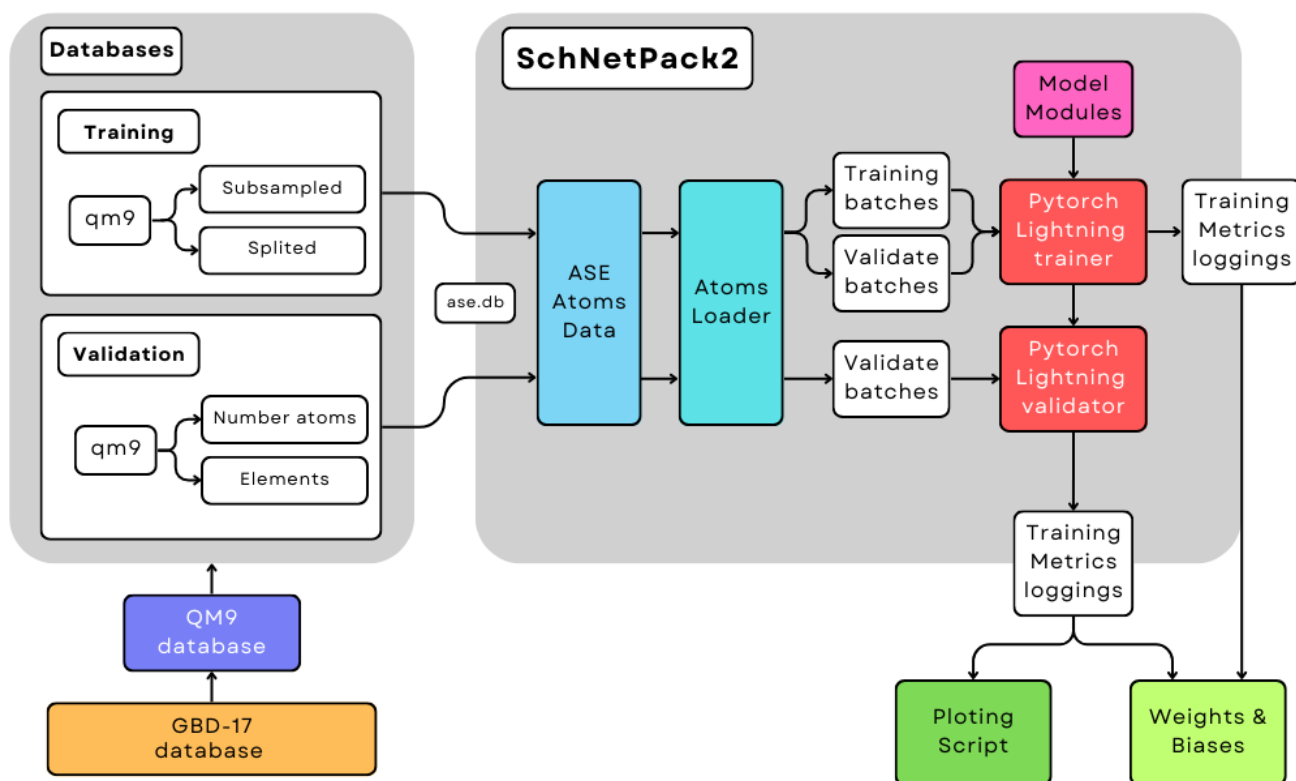 Databases
Training
qm9
Subsampled
Splited
Validation
qm9
Number atoms
Elements
QM9
database
GBD-17
database
ase.db
SchNetPack2
ASE
Atoms
Data
Atoms
Loader
Training
batches
Validate
batches
Validate
batches
Model
Modules
Pytorch
Lightning
trainer
Pytorch
Lightning
validator
Training
Metrics
loggings
Training
Metrics
loggings
Ploting
Script
Weights &
Biases